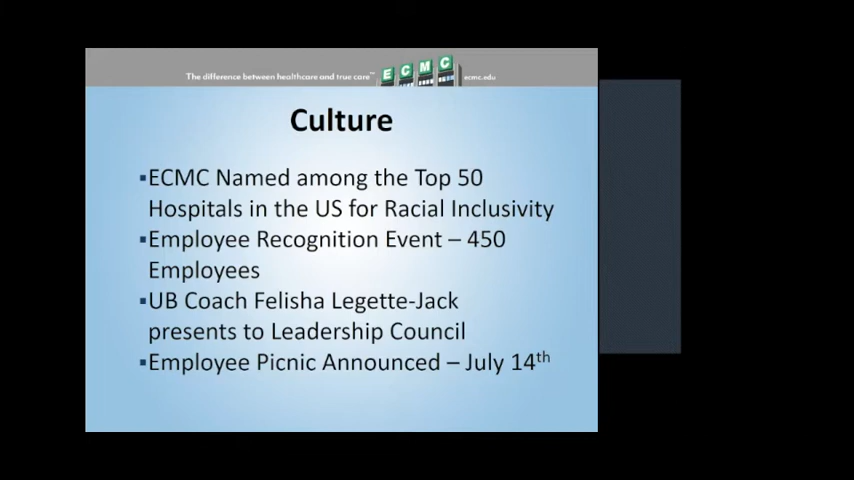 The difference between healthcare and true care™ ECMC ecmc.edu
Culture
▪ECMC Named among the Top 50
Hospitals in the US for Racial Inclusivity
▪Employee Recognition Event – 450
Employees
▪UB Coach Felisha Legette-Jack
presents to Leadership Council
▪Employee Picnic Announced – July 14th